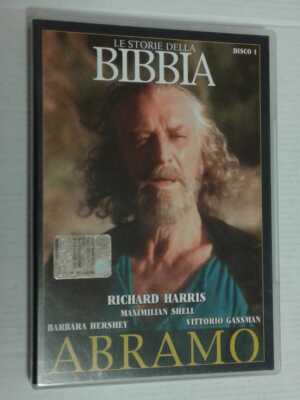 LE STORIE DELLA
DISCO 1
BIBBIA
RICHARD HARRIS
MAXIMILIAN SHELL
BARBARA HERSHEY VITTORIO GASSMAN
ABRAMO